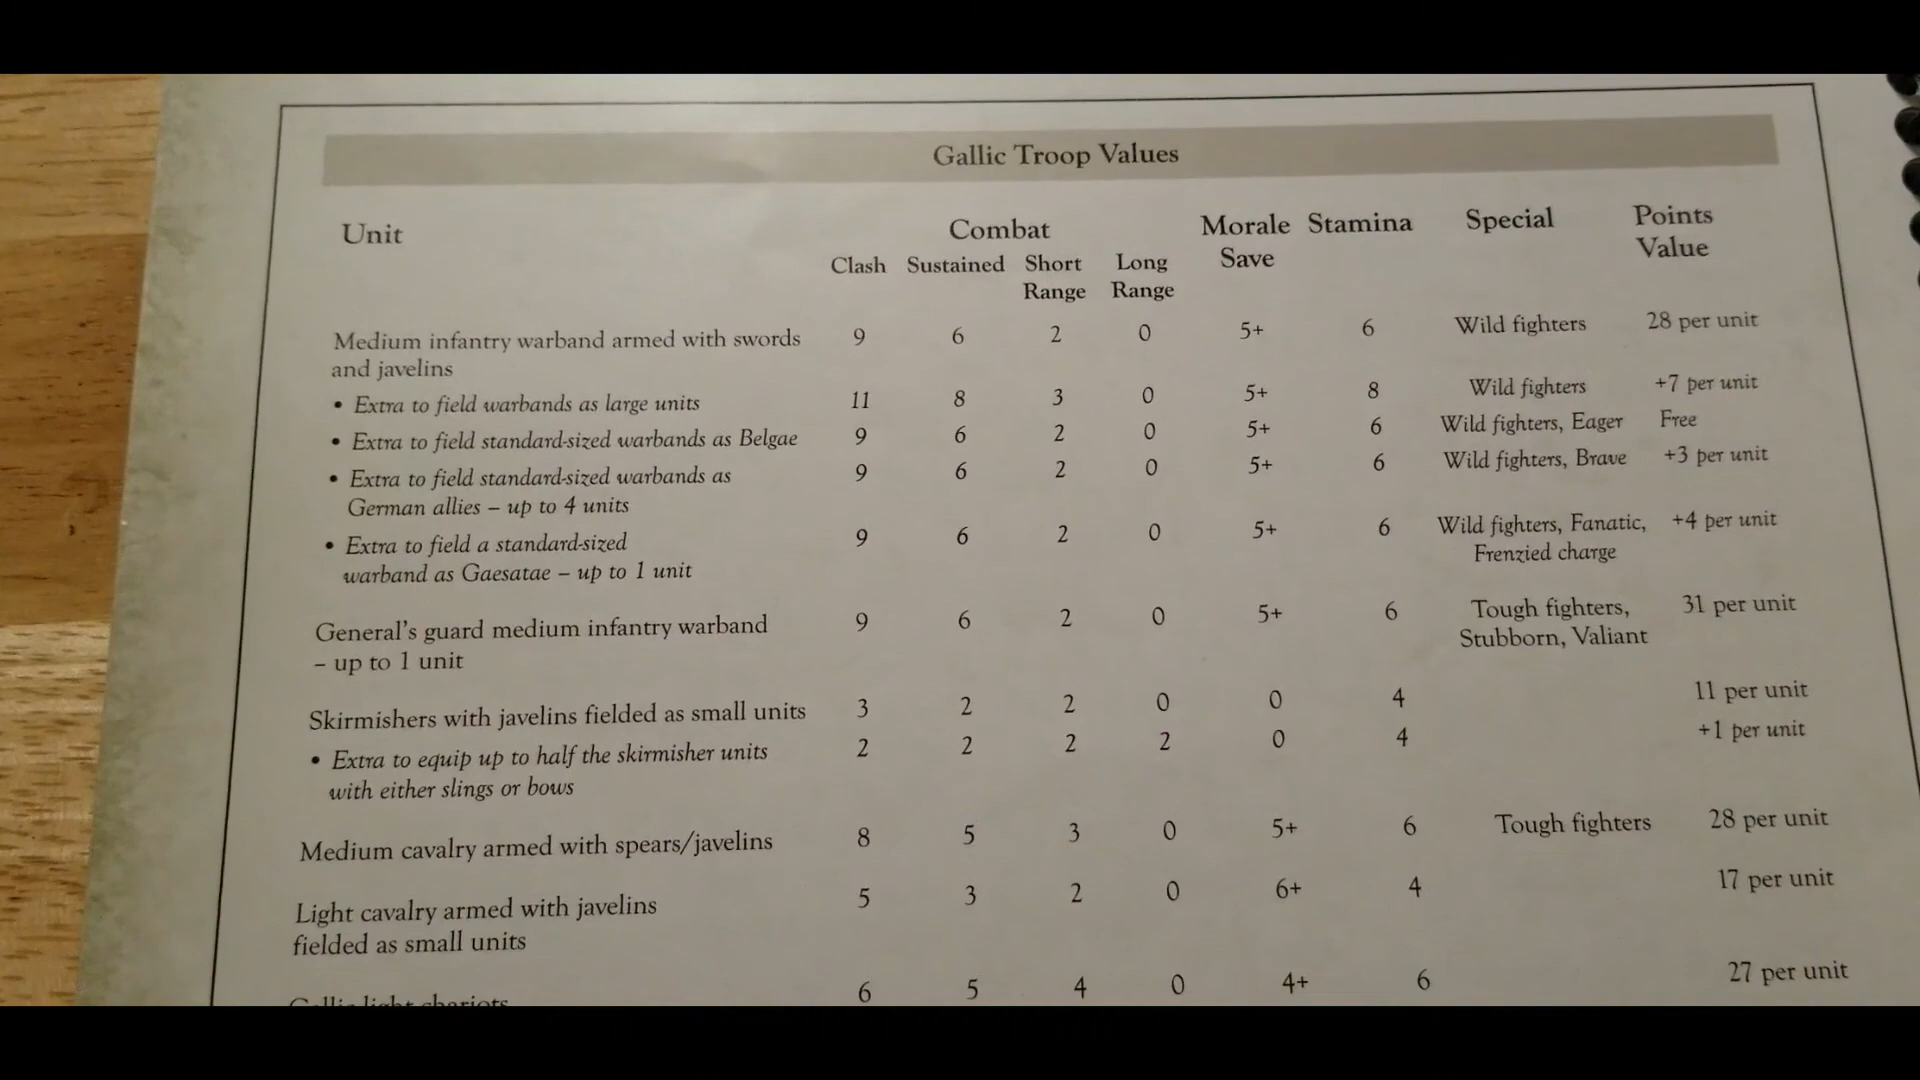 Gallic Troop Values
Unit Combat Morale Save Stamina Special Points Value
Clash Sustained Short Range Long Range
Medium infantry warband armed with swords and javelins 9 6 2 0 5+ 6 Wild fighters 28 per unit
• Extra to field warbands as large units 11 8 3 0 5+ 8 Wild fighters +7 per unit
• Extra to field standard-sized warbands as Belgae 9 6 2 0 5+ 6 Wild fighters, Eager Free
• Extra to field standard-sized warbands as German allies – up to 4 units 9 6 2 0 5+ 6 Wild fighters, Brave +3 per unit
• Extra to field a standard-sized warband as Gaesatae – up to 1 unit 9 6 2 0 5+ 6 Wild fighters, Fanatic, Frenzied charge +4 per unit
General's guard medium infantry warband – up to 1 unit 9 6 2 0 5+ 6 Tough fighters, Stubborn, Valiant 31 per unit
Skirmishers with javelins fielded as small units 3 2 2 0 0 4 11 per unit
• Extra to equip up to half the skirmisher units with either slings or bows 2 2 2 2 0 4 +1 per unit
Medium cavalry armed with spears/javelins 8 5 3 0 5+ 6 Tough fighters 28 per unit
Light cavalry armed with javelins fielded as small units 5 3 2 0 6+ 4 17 per unit
Gallic light chariots 6 5 4 0 4+ 6 27 per unit